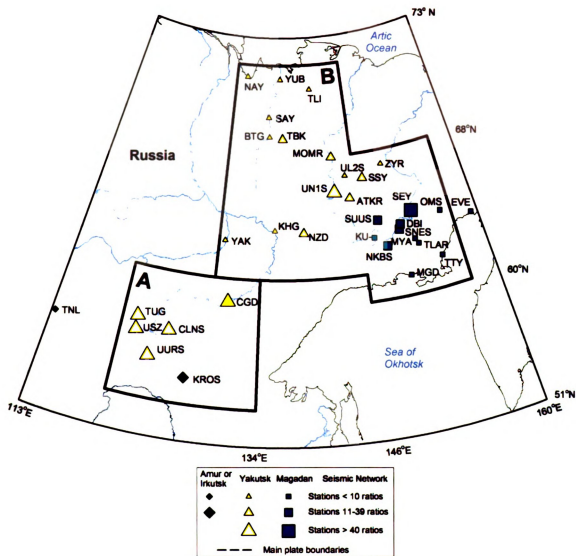 73° N
Artic
Ocean
B
NAY
YUB
TLI
68°N
SAY
BTG
TBK
Russia
MOMR
ZYR
UL2S
SSY
UN1S
ATKR
SEY
OMS
EVE
SUUS
DBI
SNES
KHG
NZD
KU-
MYA
TLAR
YAK
NKBS
TTY
60°N
MGD
A
CGD
TNL
TUG
USZ
CLNS
UURS
Sea of
Okhotsk
KROS
113°E
51°N
160°E
146°E
134°E
Amur or
Irkutsk
Yakutsk
Magadan
Seismic Network
Stations < 10 ratios
Stations 11-39 ratios
Stations > 40 ratios
Main plate boundaries